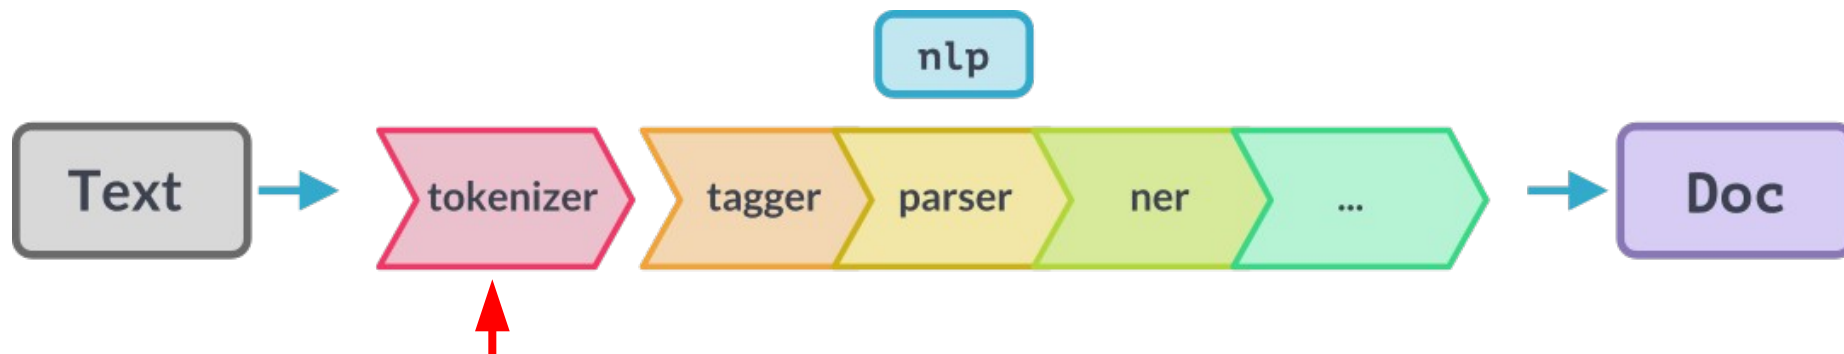 nlp
Text
tokenizer
tagger
parser
ner
...
Doc